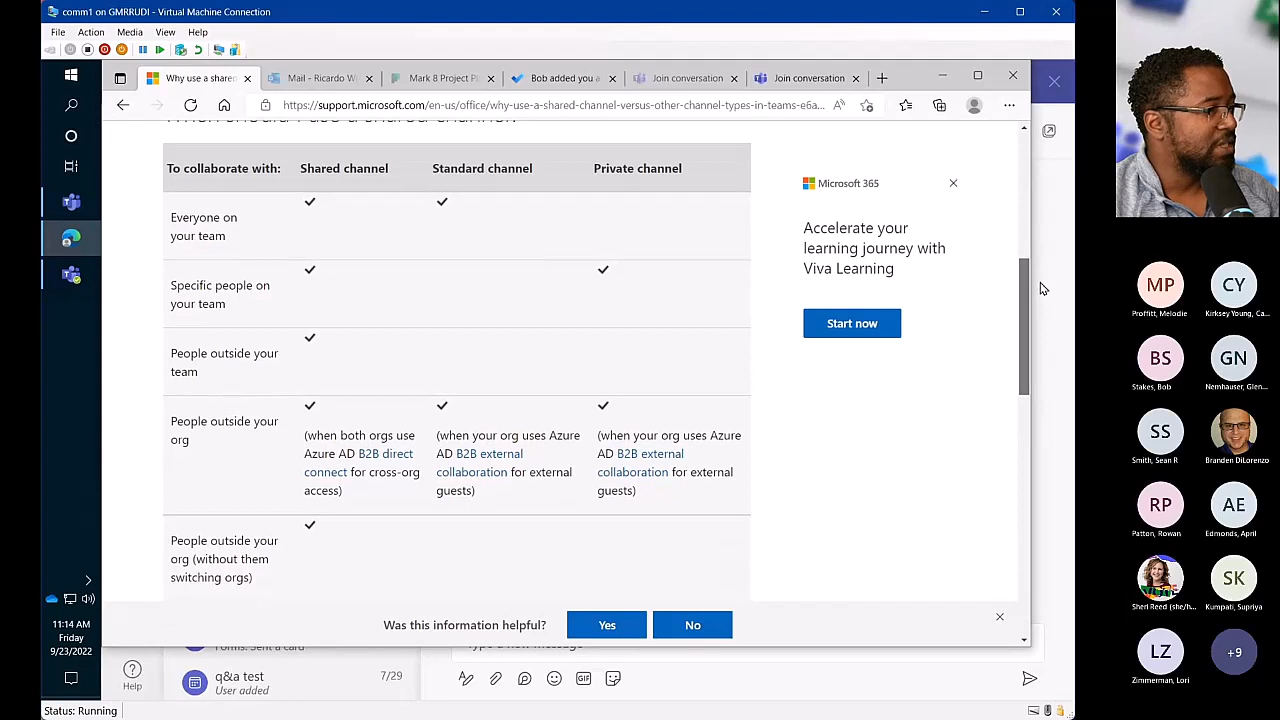 comm1 on GMRRUDI - Virtual Machine Connection
File Action Media View Help
Why use a share
Mail - Ricardo W
Mark 8 Project P
Bob added you a
Join conversation
Join conversation
https://support.microsoft.com/en-us/office/why-use-a-shared-channel-versus-other-channel-types-in-teams-e6a...
To collaborate with: Shared channel Standard channel Private channel
Everyone on
your team
Specific people on
your team
People outside your
team
People outside your
org
(when both orgs use
Azure AD B2B direct
connect for cross-org
access)
(when your org uses Azure
AD B2B external
collaboration for external
guests)
(when your org uses Azure
AD B2B external
collaboration for external
guests)
People outside your
org (without them
switching orgs)
Microsoft 365
Accelerate your
learning journey with
Viva Learning
Start now
Was this information helpful? Yes No
11:14 AM
Friday
9/23/2022
Help
q&a test 7/29
User added
GIF
Status: Running
MP
Proffitt, Melodie
CY
Kirksey Young, Ca...
BS
Stakes, Bob
GN
Nemhauser, Glen...
SS
Smith, Sean R
Branden DiLorenzo
RP
Patton, Rowan
AE
Edmonds, April
Sheri Reed (she/h...
SK
Kumpati, Supriya
LZ
Zimmerman, Lori
+9